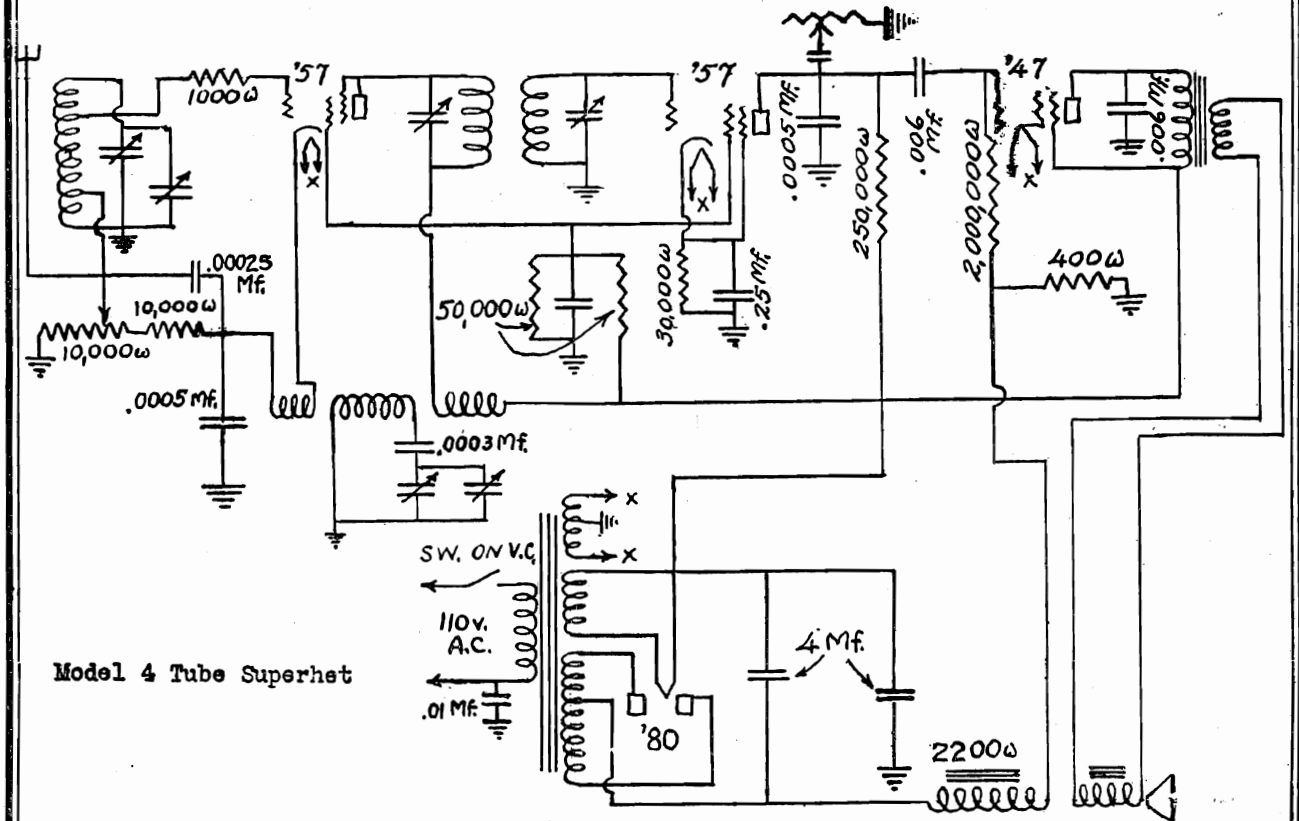 '57
'57
'47
1000ω
.0005 Mf.
.006 Mf.
.006 Mf.
250,000ω
2,000,000ω
.00025 Mf.
10,000ω
10,000ω
50,000ω
30,000ω
.25 Mf.
400ω
x
x
x
.0005 Mf.
.0003 Mf.
x
SW. ON V.C.
x
110 v.
A.C.
4 Mf.
Model 4 Tube Superhet
.01 Mf.
'80
2200ω